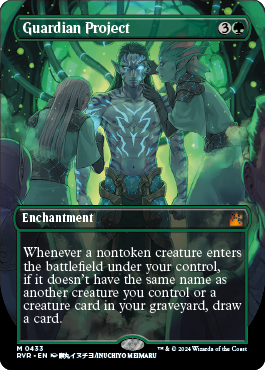 Guardian Project 3
Enchantment
Whenever a nontoken creature enters
the battlefield under your control,
if it doesn't have the same name as
another creature you control or a
creature card in your graveyard, draw
a card.
M 0433
RVR • EN INUCHIYO MEIMARU
™ & © 2024 Wizards of the Coast